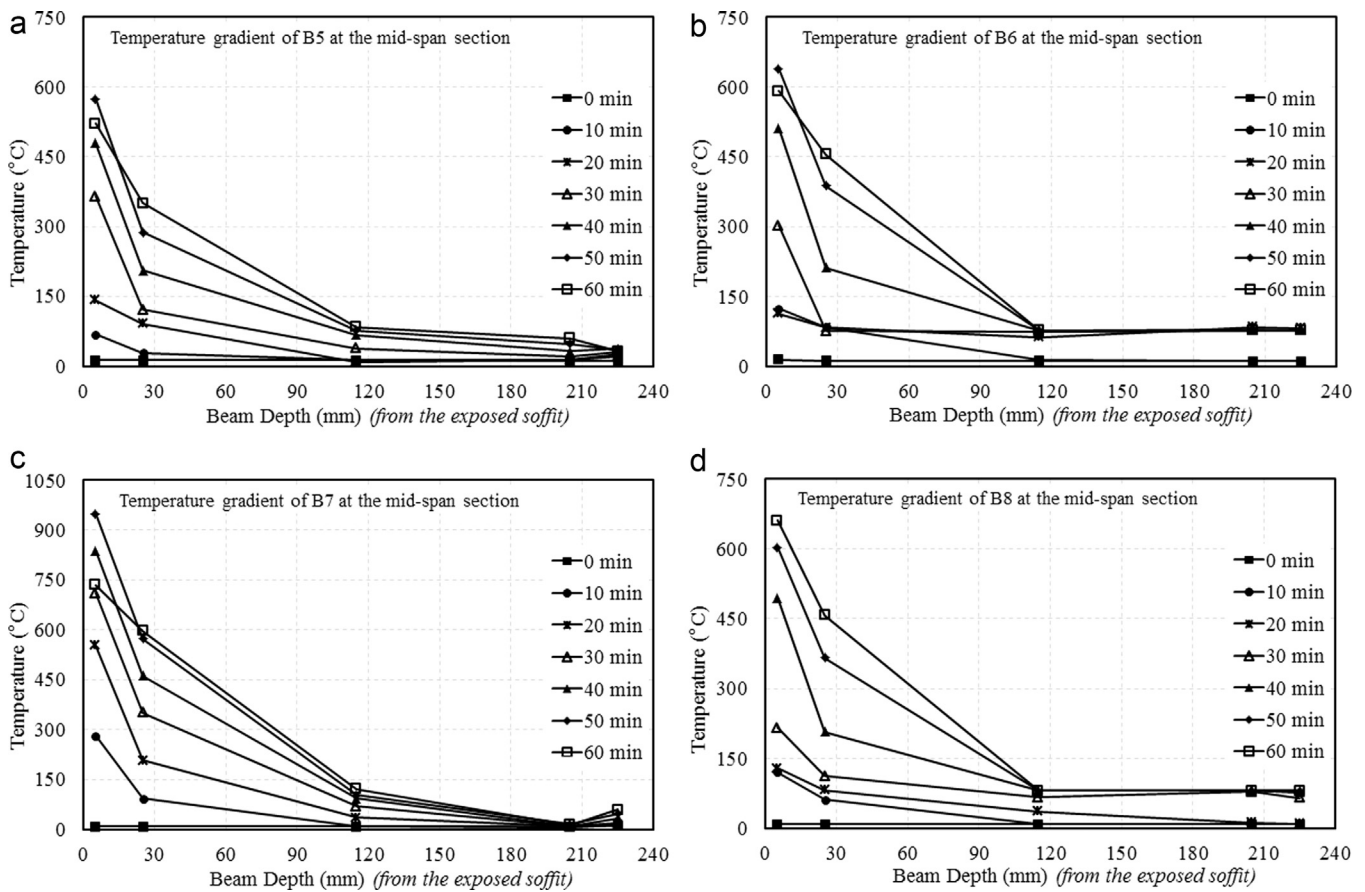 a
Temperature gradient of B5 at the mid-span section
Temperature (°C)
750
600
450
300
150
0
0 30 60 90 120 150 180 210 240
Beam Depth (mm) (from the exposed soffit)
0 min
10 min
20 min
30 min
40 min
50 min
60 min
b
Temperature gradient of B6 at the mid-span section
Temperature (°C)
750
600
450
300
150
0
0 30 60 90 120 150 180 210 240
Beam Depth (mm) (from the exposed soffit)
0 min
10 min
20 min
30 min
40 min
50 min
60 min
c
Temperature gradient of B7 at the mid-span section
Temperature (°C)
1050
900
750
600
450
300
150
0
0 30 60 90 120 150 180 210 240
Beam Depth (mm) (from the exposed soffit)
0 min
10 min
20 min
30 min
40 min
50 min
60 min
d
Temperature gradient of B8 at the mid-span section
Temperature (°C)
750
600
450
300
150
0
0 30 60 90 120 150 180 210 240
Beam Depth (mm) (from the exposed soffit)
0 min
10 min
20 min
30 min
40 min
50 min
60 min